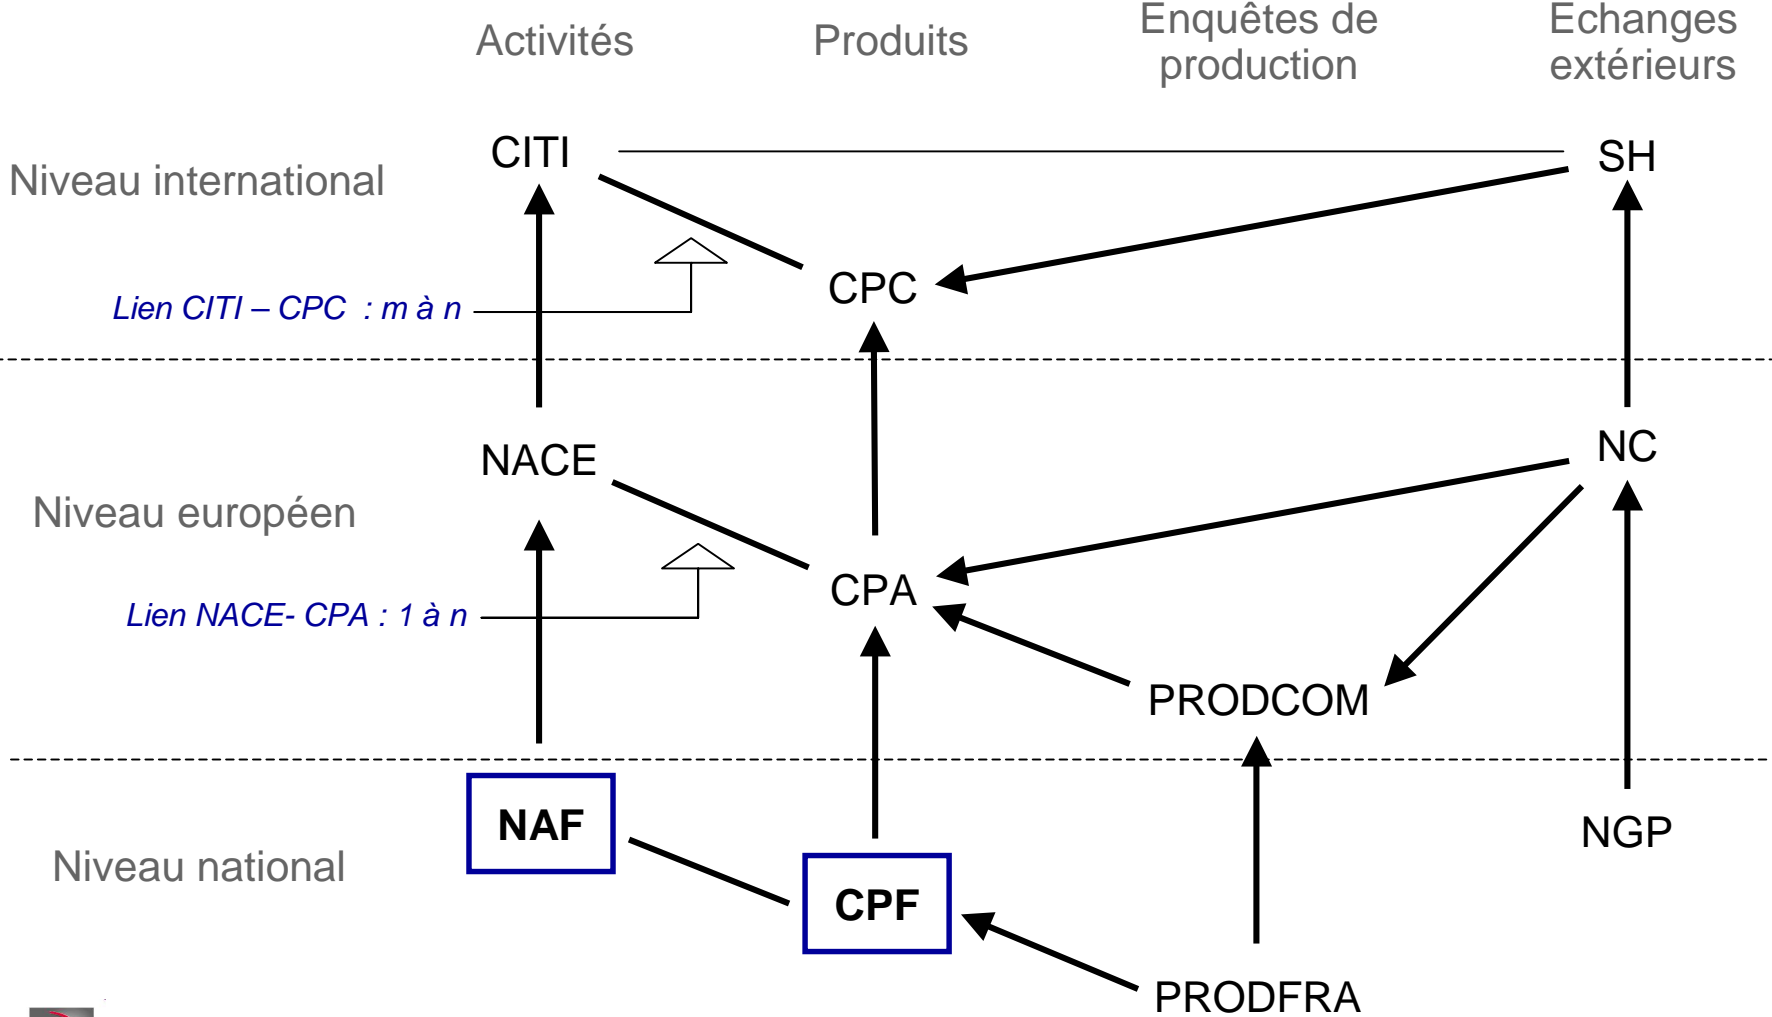 Activités
Produits
Enquêtes de
production
Echanges
extérieurs
Niveau international
CITI
SH
CPC
Lien CITI – CPC : m à n
Niveau européen
NACE
NC
CPA
Lien NACE- CPA : 1 à n
PRODCOM
Niveau national
NAF
CPF
NGP
PRODFRA